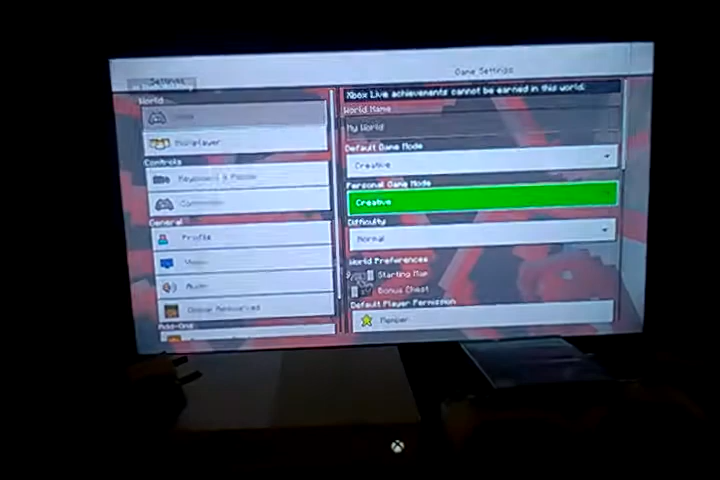 Settings
Game Settings
World
Game
Multiplayer
Controls
Keyboard & Mouse
Controller
General
Profile
Video
Audio
Global Resources
Add-Ons
Xbox Live achievements cannot be earned in this world.
World Name
My World
Default Game Mode
Creative
Personal Game Mode
Creative
Difficulty
Normal
World Preferences
Starting Map
Bonus Chest
Default Player Permission
Member